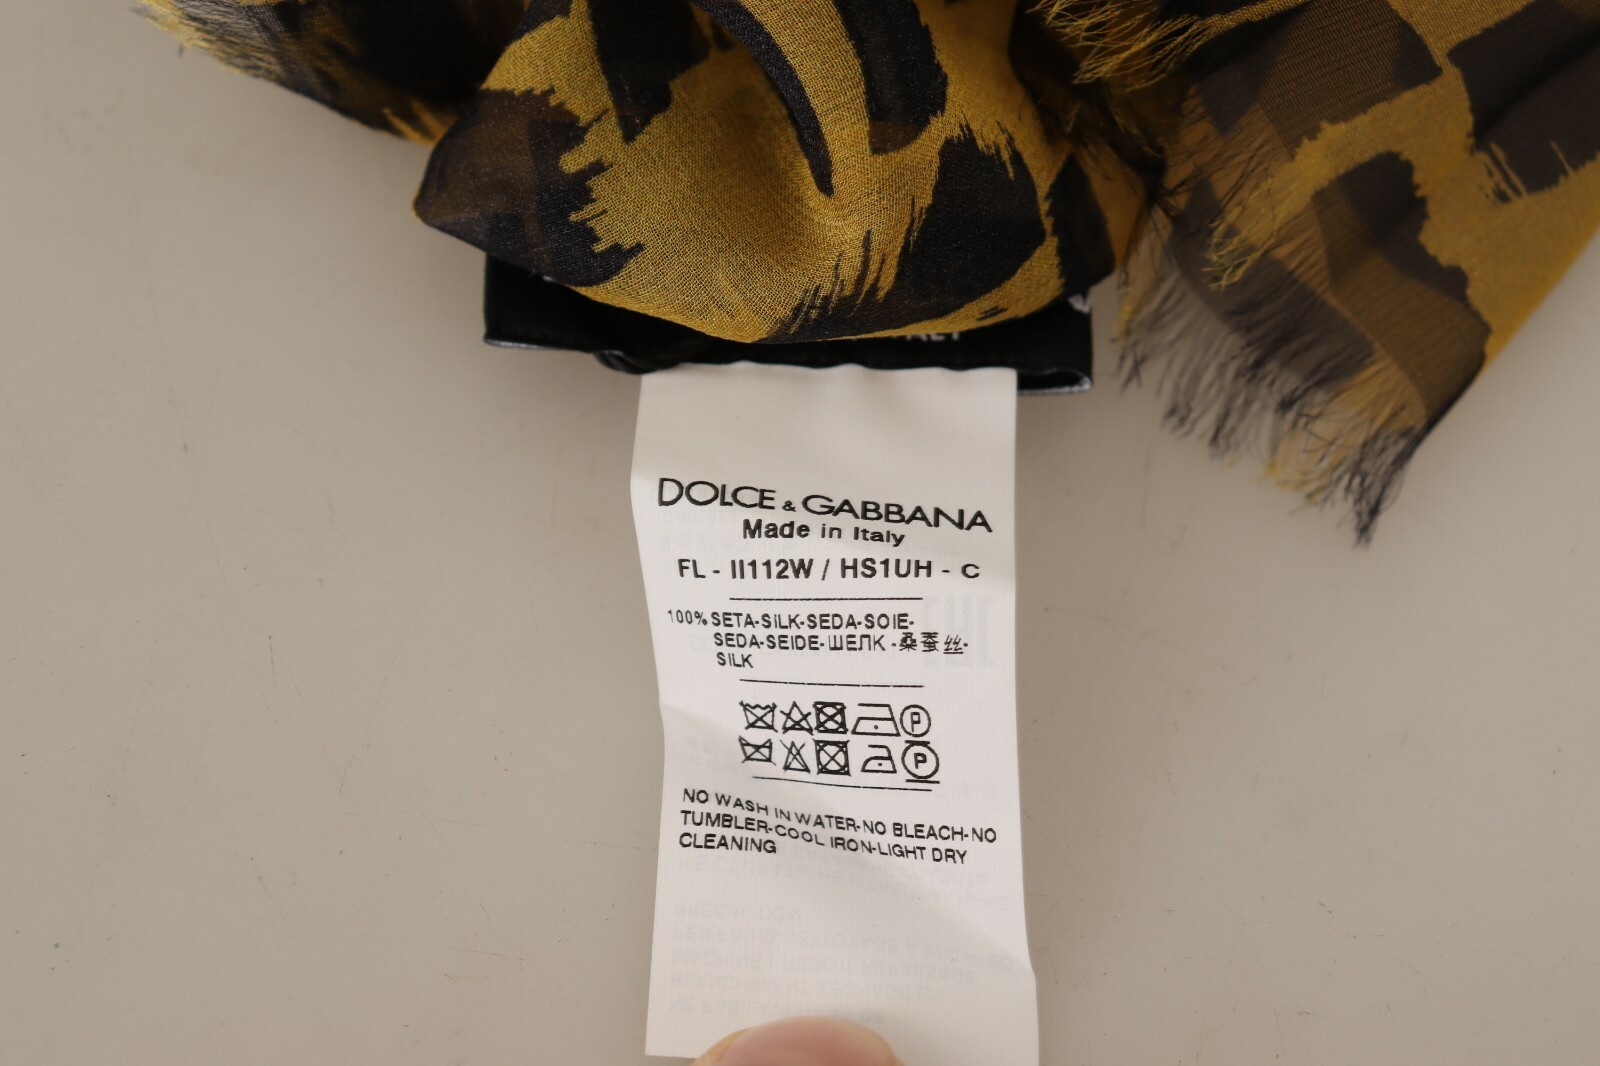 DOLCE & GABBANA
Made in Italy
FL - II112W / HS1UH - C
100% SETA-SILK-SEDA-SOIE-
SEDA-SEIDE-ШЕЛК -桑蚕丝-
SILK
P
P
NO WASH IN WATER-NO BLEACH-NO
TUMBLER-COOL IRON-LIGHT DRY
CLEANING